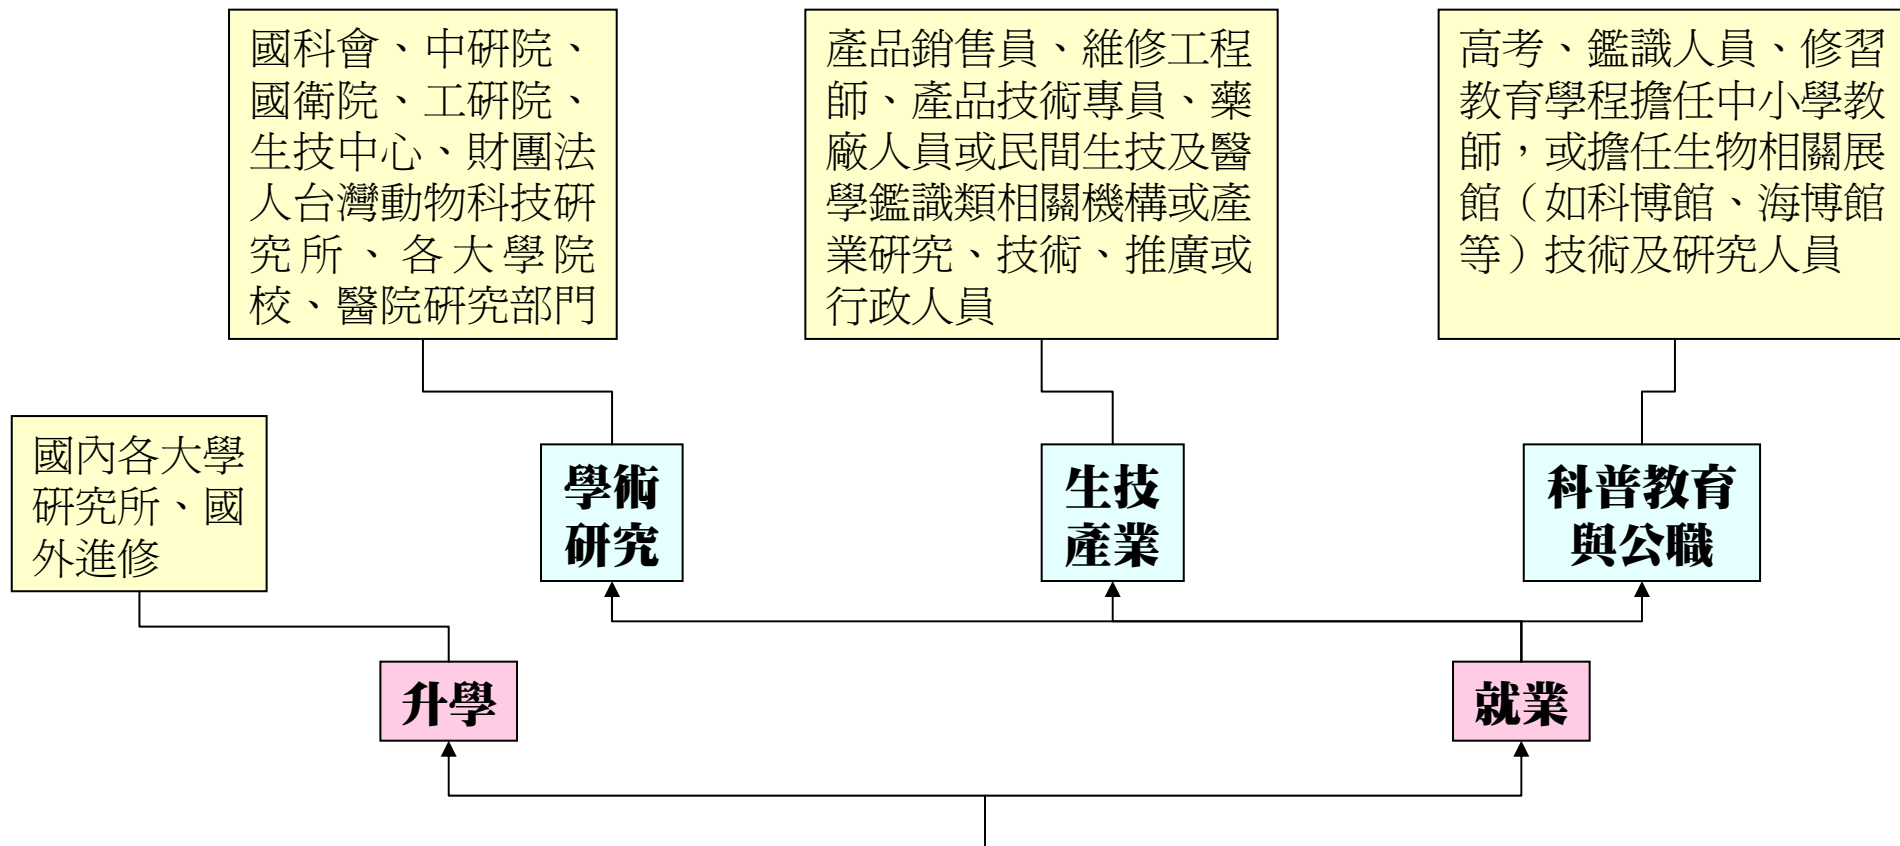 國科會、中研院、
國衛院、工研院、
生技中心、財團法
人台灣動物科技研
究所、各大學院
校、醫院研究部門
產品銷售員、維修工程
師、產品技術專員、藥
廠人員或民間生技及醫
學鑑識類相關機構或產
業研究、技術、推廣或
行政人員
高考、鑑識人員、修習
教育學程擔任中小學教
師，或擔任生物相關展
館（如科博館、海博館
等）技術及研究人員
國內各大學
研究所、國
外進修
學術
研究
生技
產業
科普教育
與公職
升學
就業